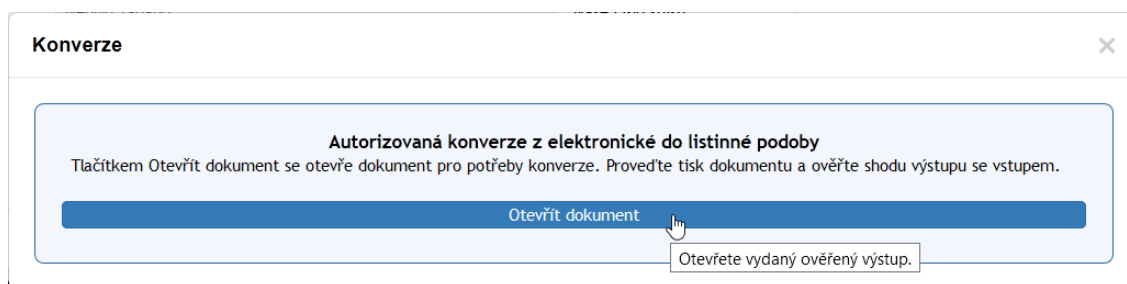 Konverze
Autorizovaná konverze z elektronické do listinné podoby
Tlačítkem Otevřít dokument se otevře dokument pro potřeby konverze. Proveďte tisk dokumentu a ověřte shodu výstupu se vstupem.
Otevřít dokument
Otevřete vydaný ověřený výstup.